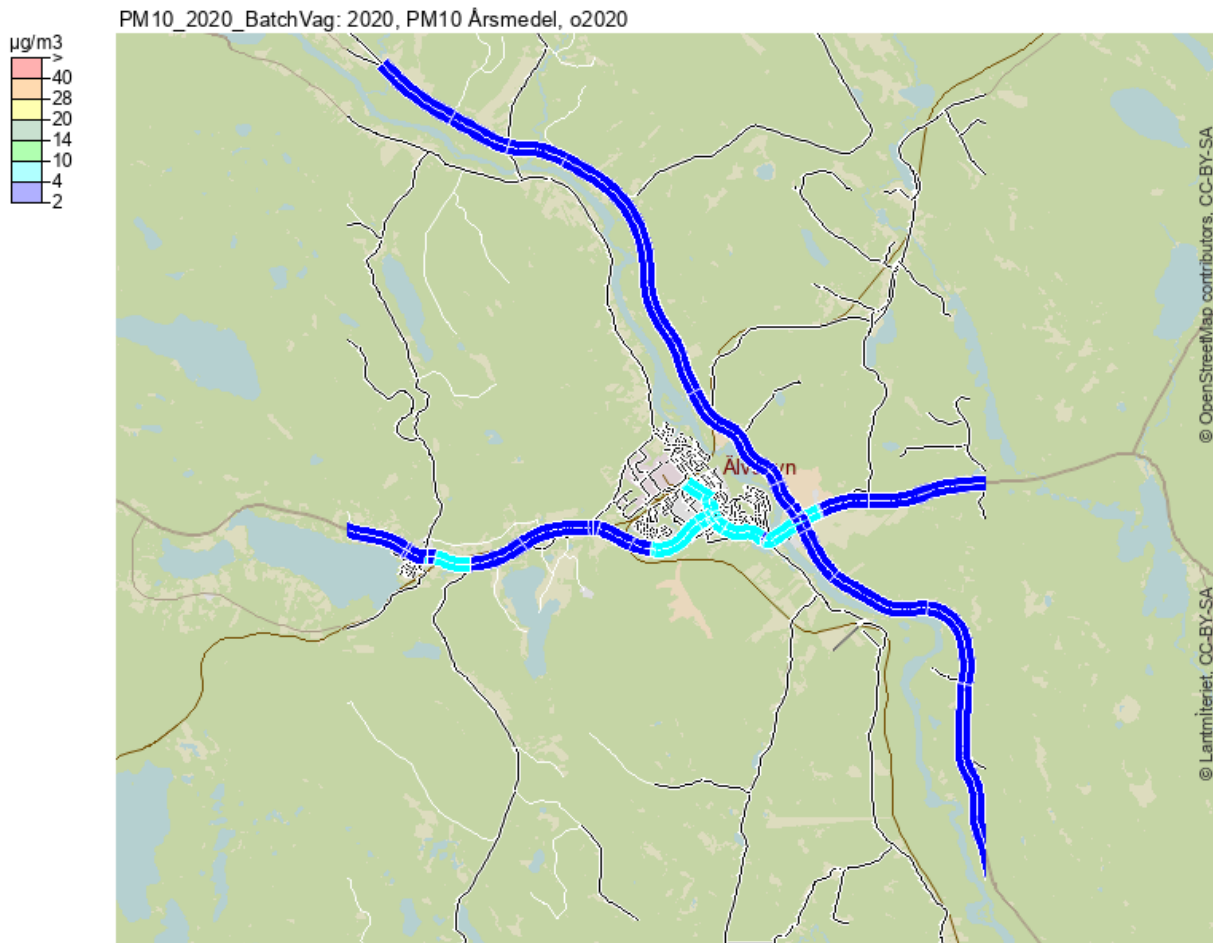 PM10_2020_BatchVag: 2020, PM10 Årsmedel, o2020
µg/m3
>
40
28
20
14
10
4
2
© OpenStreetMap contributors, CC-BY-SA
© Lantmïteriet, CC-BY-SA